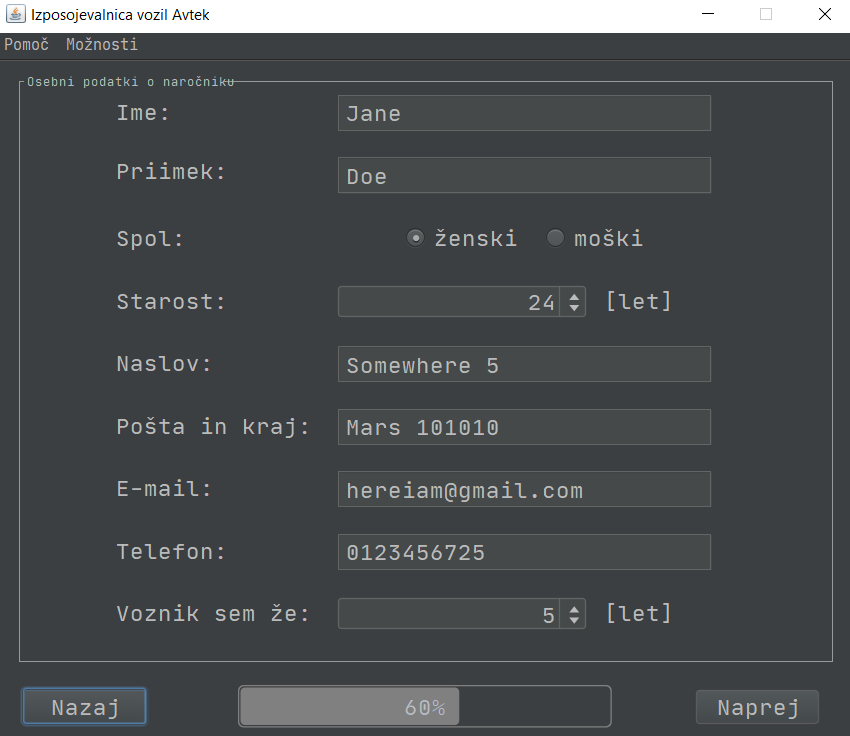 Izposojevalnica vozil Avtek
Pomoč Možnosti
Osebni podatki o naročniku
Ime: Jane
Priimek: Doe
Spol: ženski moški
Starost: 24 [let]
Naslov: Somewhere 5
Pošta in kraj: Mars 101010
E-mail: hereiam@gmail.com
Telefon: 0123456725
Voznik sem že: 5 [let]
Nazaj 60% Naprej